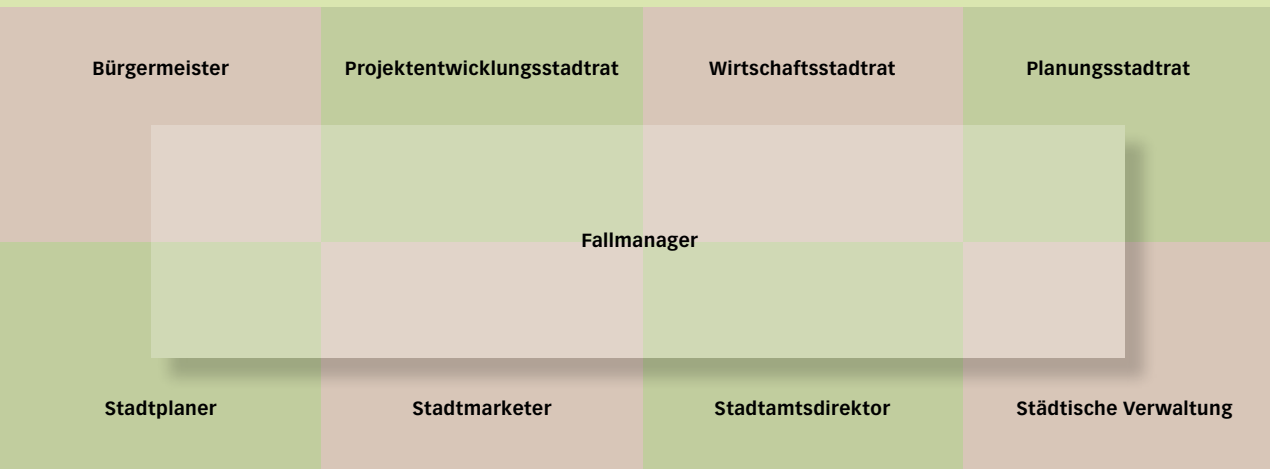 Bürgermeister
Projektentwicklungsstadtrat
Wirtschaftsstadtrat
Planungsstadtrat
Fallmanager
Stadtplaner
Stadtmarketer
Stadtamtsdirektor
Städtische Verwaltung